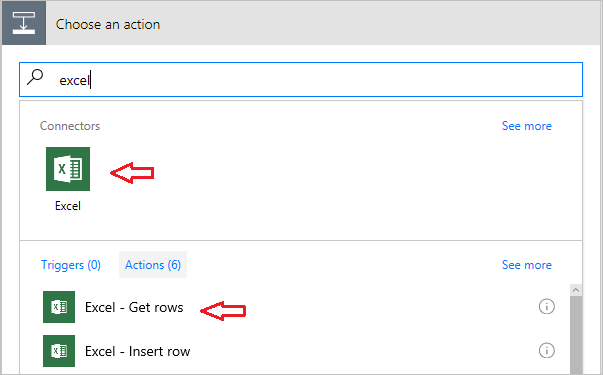 Choose an action
excel
Connectors See more
Excel
Triggers (0) Actions (6) See more
Excel - Get rows
Excel - Insert row